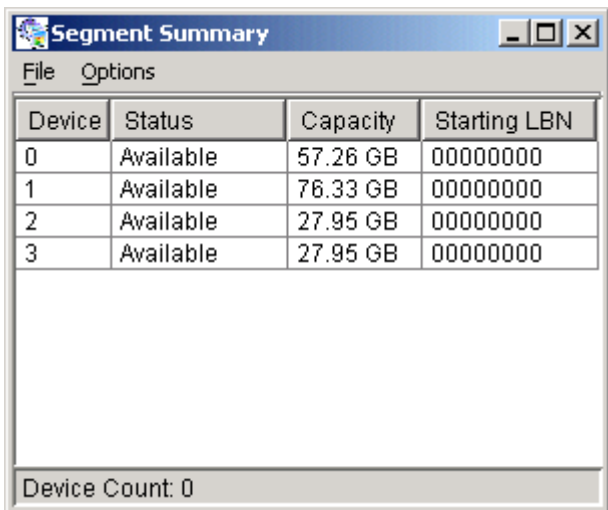 Segment Summary
File Options
Device Status Capacity Starting LBN
0 Available 57.26 GB 00000000
1 Available 76.33 GB 00000000
2 Available 27.95 GB 00000000
3 Available 27.95 GB 00000000
Device Count: 0